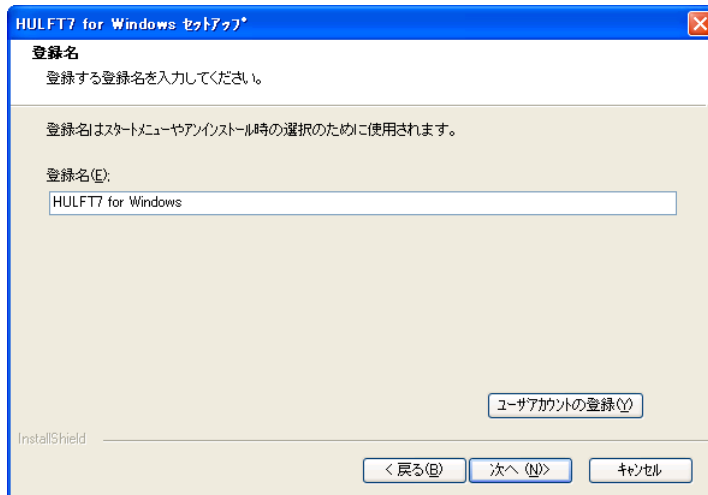 HULFT7 for Windows ｾｯﾄｱｯﾌﾟ
登録名
登録する登録名を入力してください。
登録名はスタートメニューやアンインストール時の選択のために使用されます。
登録名(E):
HULFT7 for Windows
ユーザアカウントの登録(Y)
InstallShield
< 戻る(B) 次へ (N)> キャンセル